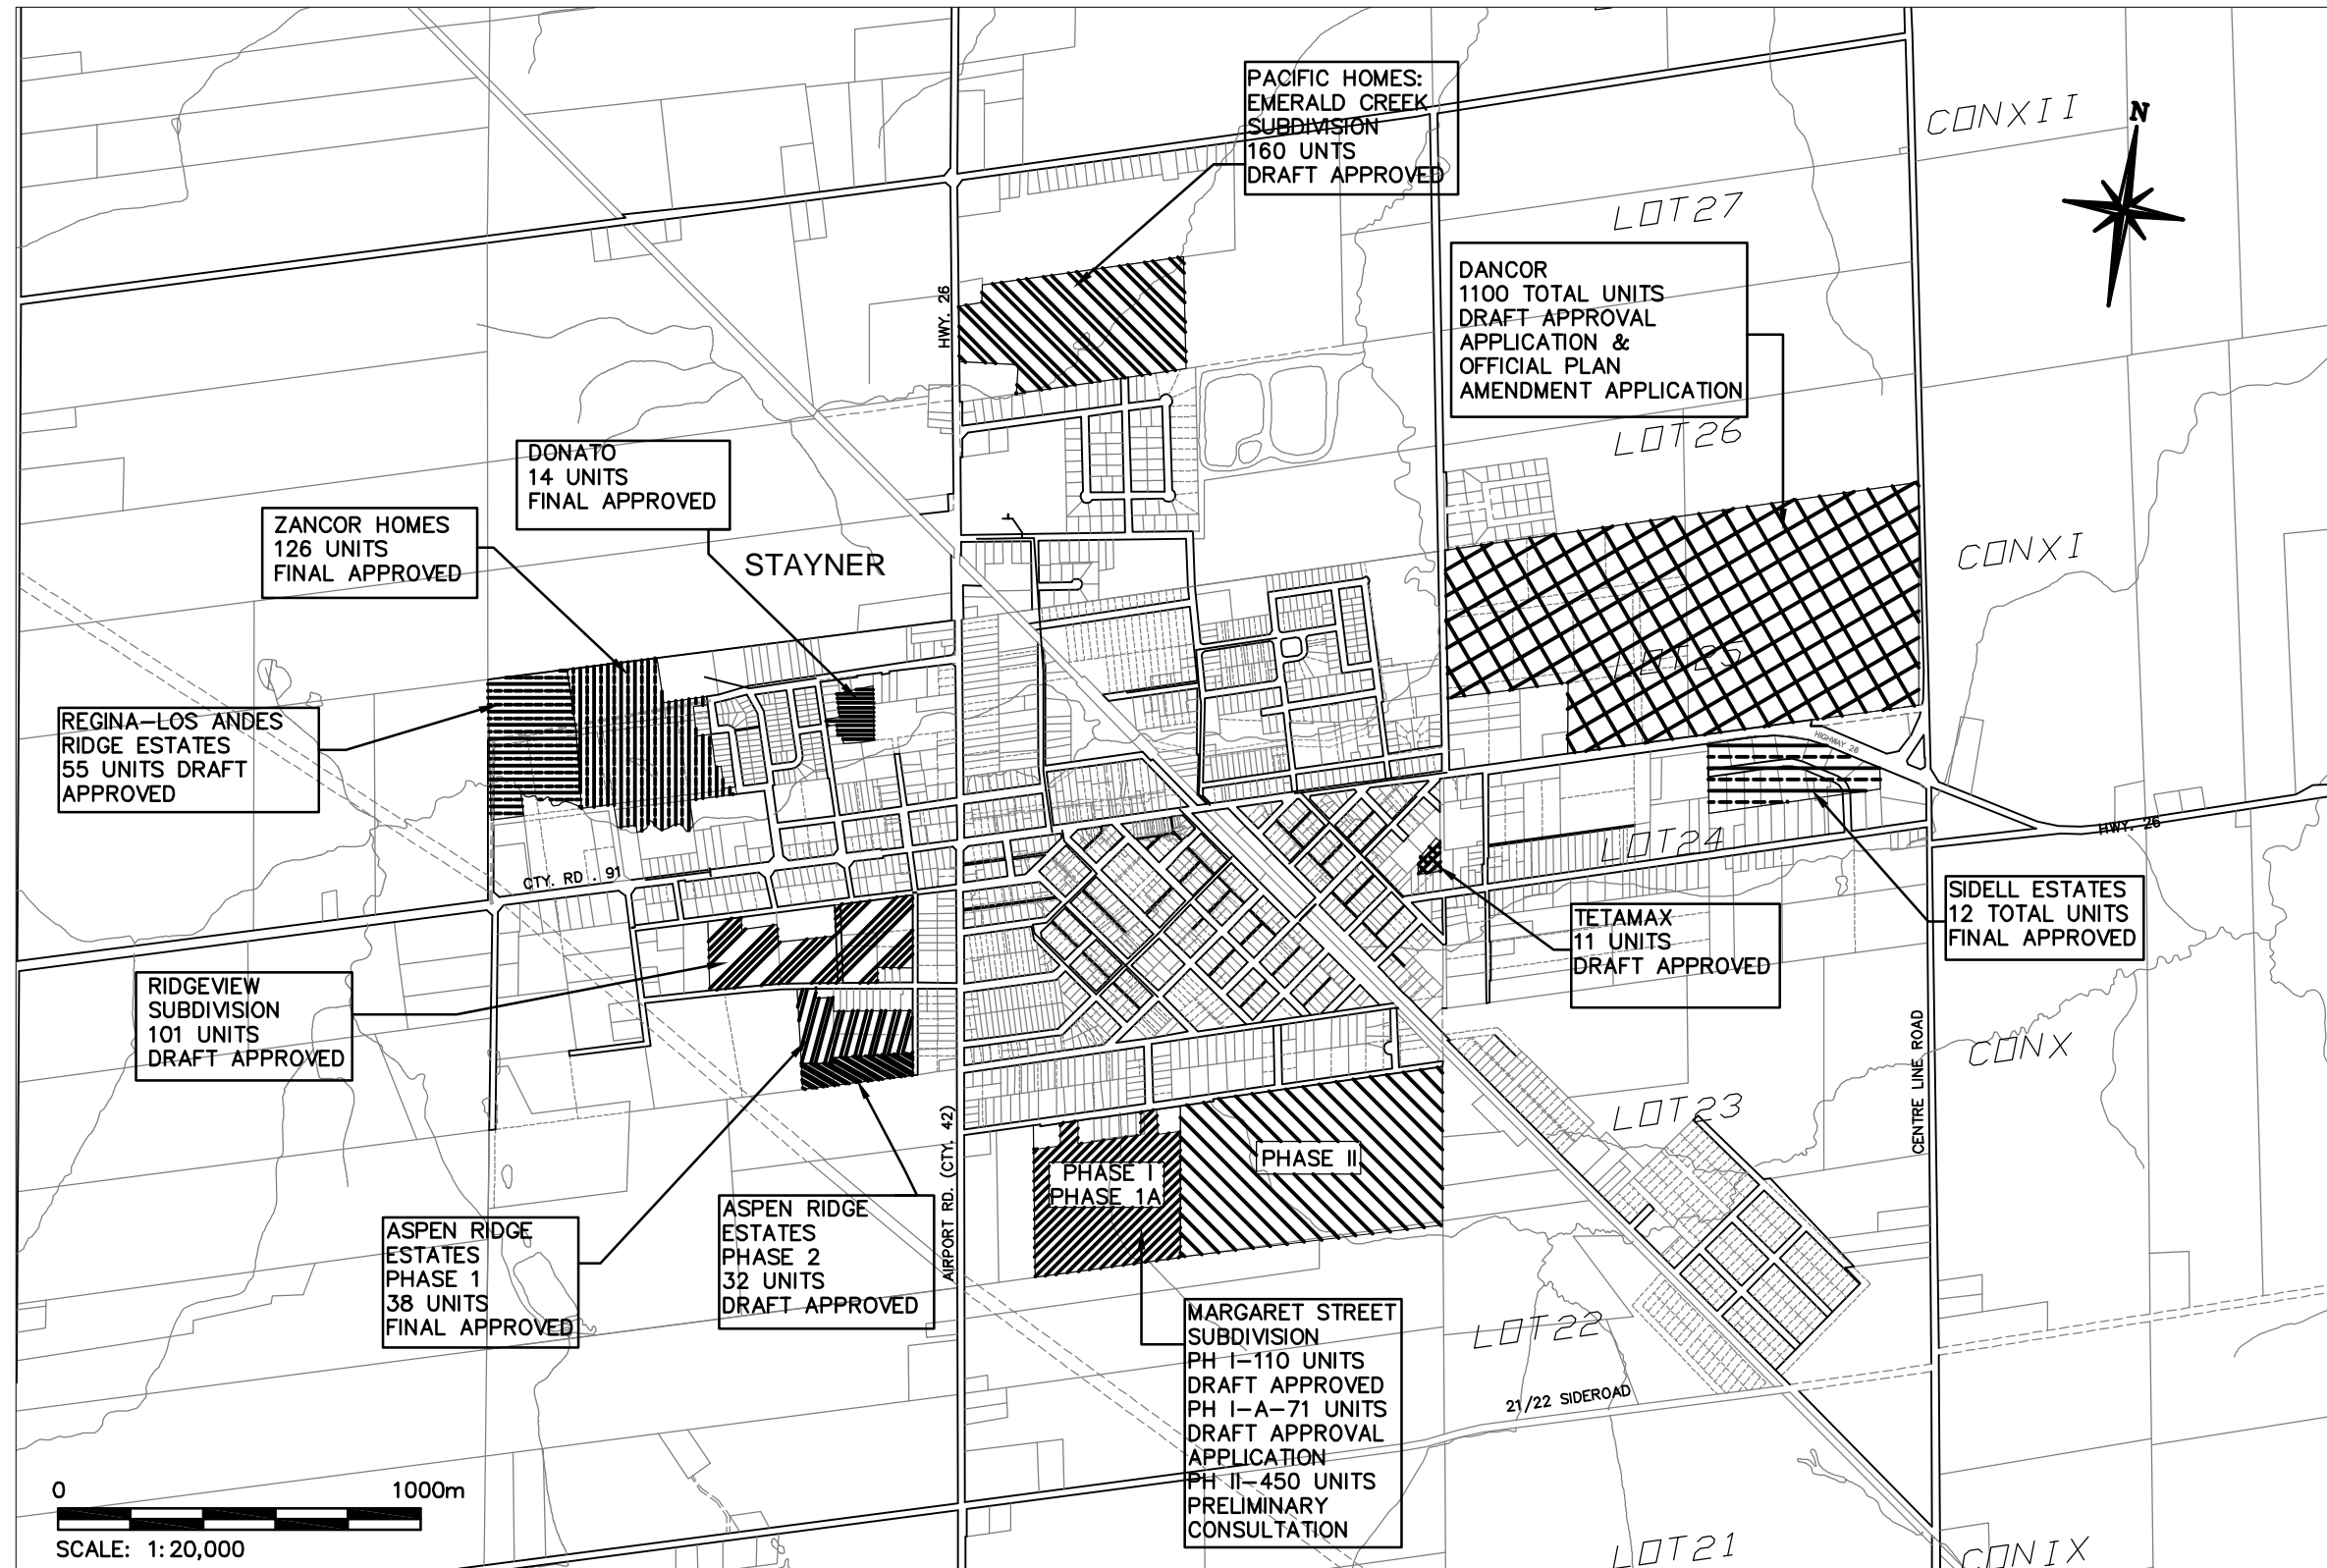 PACIFIC HOMES:
EMERALD CREEK
SUBDIVISION
160 UNTS
DRAFT APPROVED
CONXII
N
LOT27
DANCOR
1100 TOTAL UNITS
DRAFT APPROVAL
APPLICATION &
OFFICIAL PLAN
AMENDMENT APPLICATION
HWY. 26
LOT26
DONATO
14 UNITS
FINAL APPROVED
ZANCOR HOMES
126 UNITS
FINAL APPROVED
STAYNER
CONXI
LOT25
REGINA-LOS ANDES
RIDGE ESTATES
55 UNITS DRAFT
APPROVED
HIGHWAY 26
HWY. 26
LOT24
CTY. RD . 91
SIDELL ESTATES
12 TOTAL UNITS
FINAL APPROVED
TETAMAX
11 UNITS
DRAFT APPROVED
RIDGEVIEW
SUBDIVISION
101 UNITS
DRAFT APPROVED
CENTRE LINE ROAD
CONX
LOT23
AIRPORT RD. (CTY. 42)
PHASE I
PHASE 1A
PHASE II
ASPEN RIDGE
ESTATES
PHASE 1
38 UNITS
FINAL APPROVED
ASPEN RIDGE
ESTATES
PHASE 2
32 UNITS
DRAFT APPROVED
MARGARET STREET
SUBDIVISION
PH I-110 UNITS
DRAFT APPROVED
PH I-A-71 UNITS
DRAFT APPROVAL
APPLICATION
PH II-450 UNITS
PRELIMINARY
CONSULTATION
LOT22
21/22 SIDEROAD
0 1000m
SCALE: 1:20,000
LOT21
CONIX